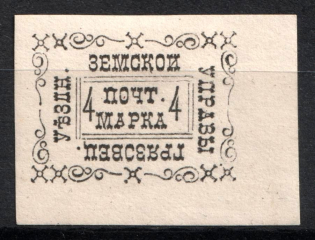 ЗЕМСКОЙ
УПРАВЫ
ГРЯЗОВЕЦ.
УѢЗДН.
4 ПОЧТ. 4
МАРКА